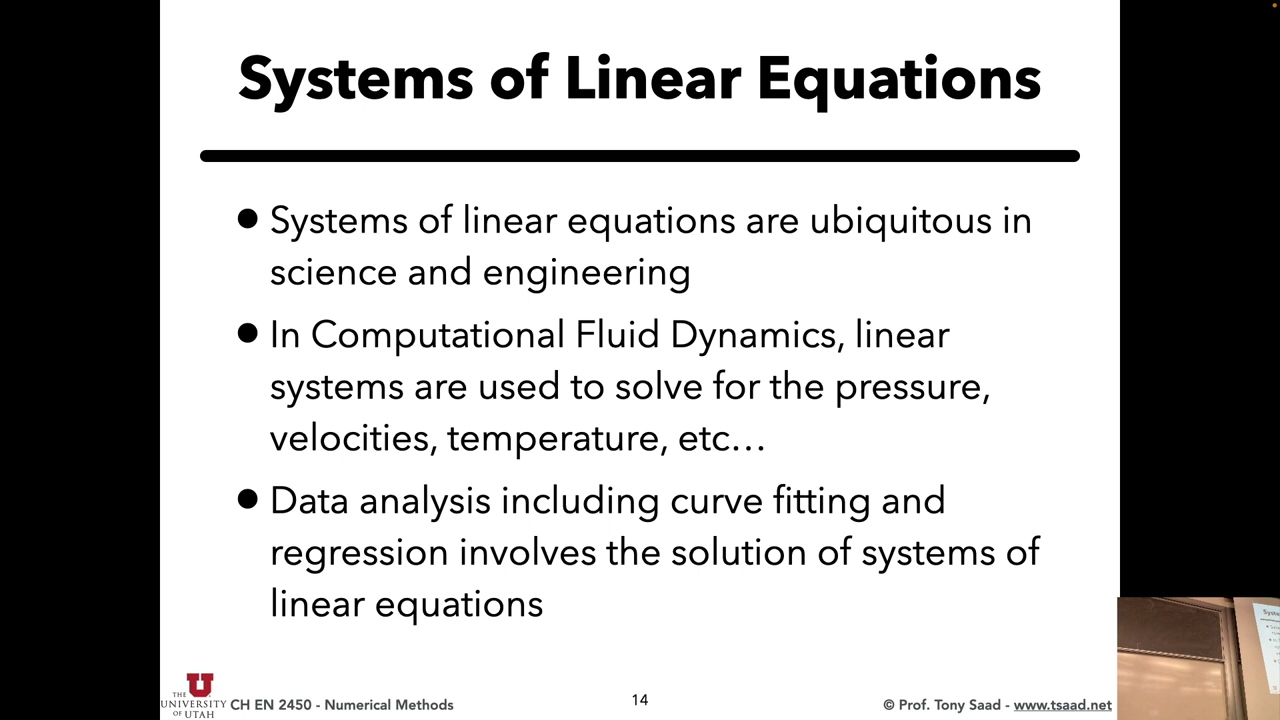 Systems of Linear Equations
● Systems of linear equations are ubiquitous in
science and engineering
● In Computational Fluid Dynamics, linear
systems are used to solve for the pressure,
velocities, temperature, etc…
● Data analysis including curve fitting and
regression involves the solution of systems of
linear equations
THE
UNIVERSITY
OF UTAH
CH EN 2450 - Numerical Methods
14
© Prof. Tony Saad - www.tsaad.net